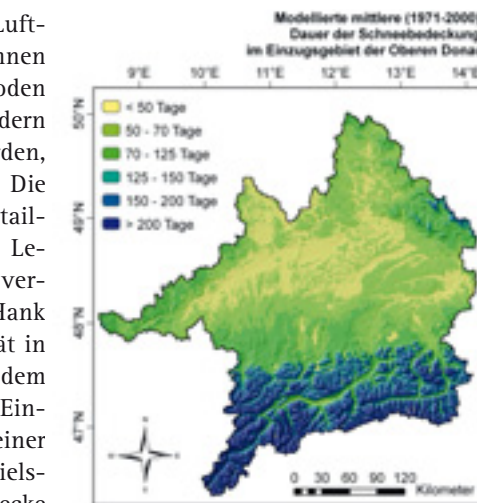 Luft-
nnen
oden
dern
rden,
Die
tail-
Le-
ver-
Hank
ät in
dem
Ein-
einer
iels-
ecke
Modellierte mittlere (1971-2000)
Dauer der Schneebedeckung
im Einzugsgebiet der Oberen Donau
9°E 10°E 11°E 12°E 13°E 14°E
50°N
49°N
48°N
47°N
< 50 Tage
50 - 70 Tage
70 - 125 Tage
125 - 150 Tage
150 - 200 Tage
> 200 Tage
0 30 60 90 120
Kilometer